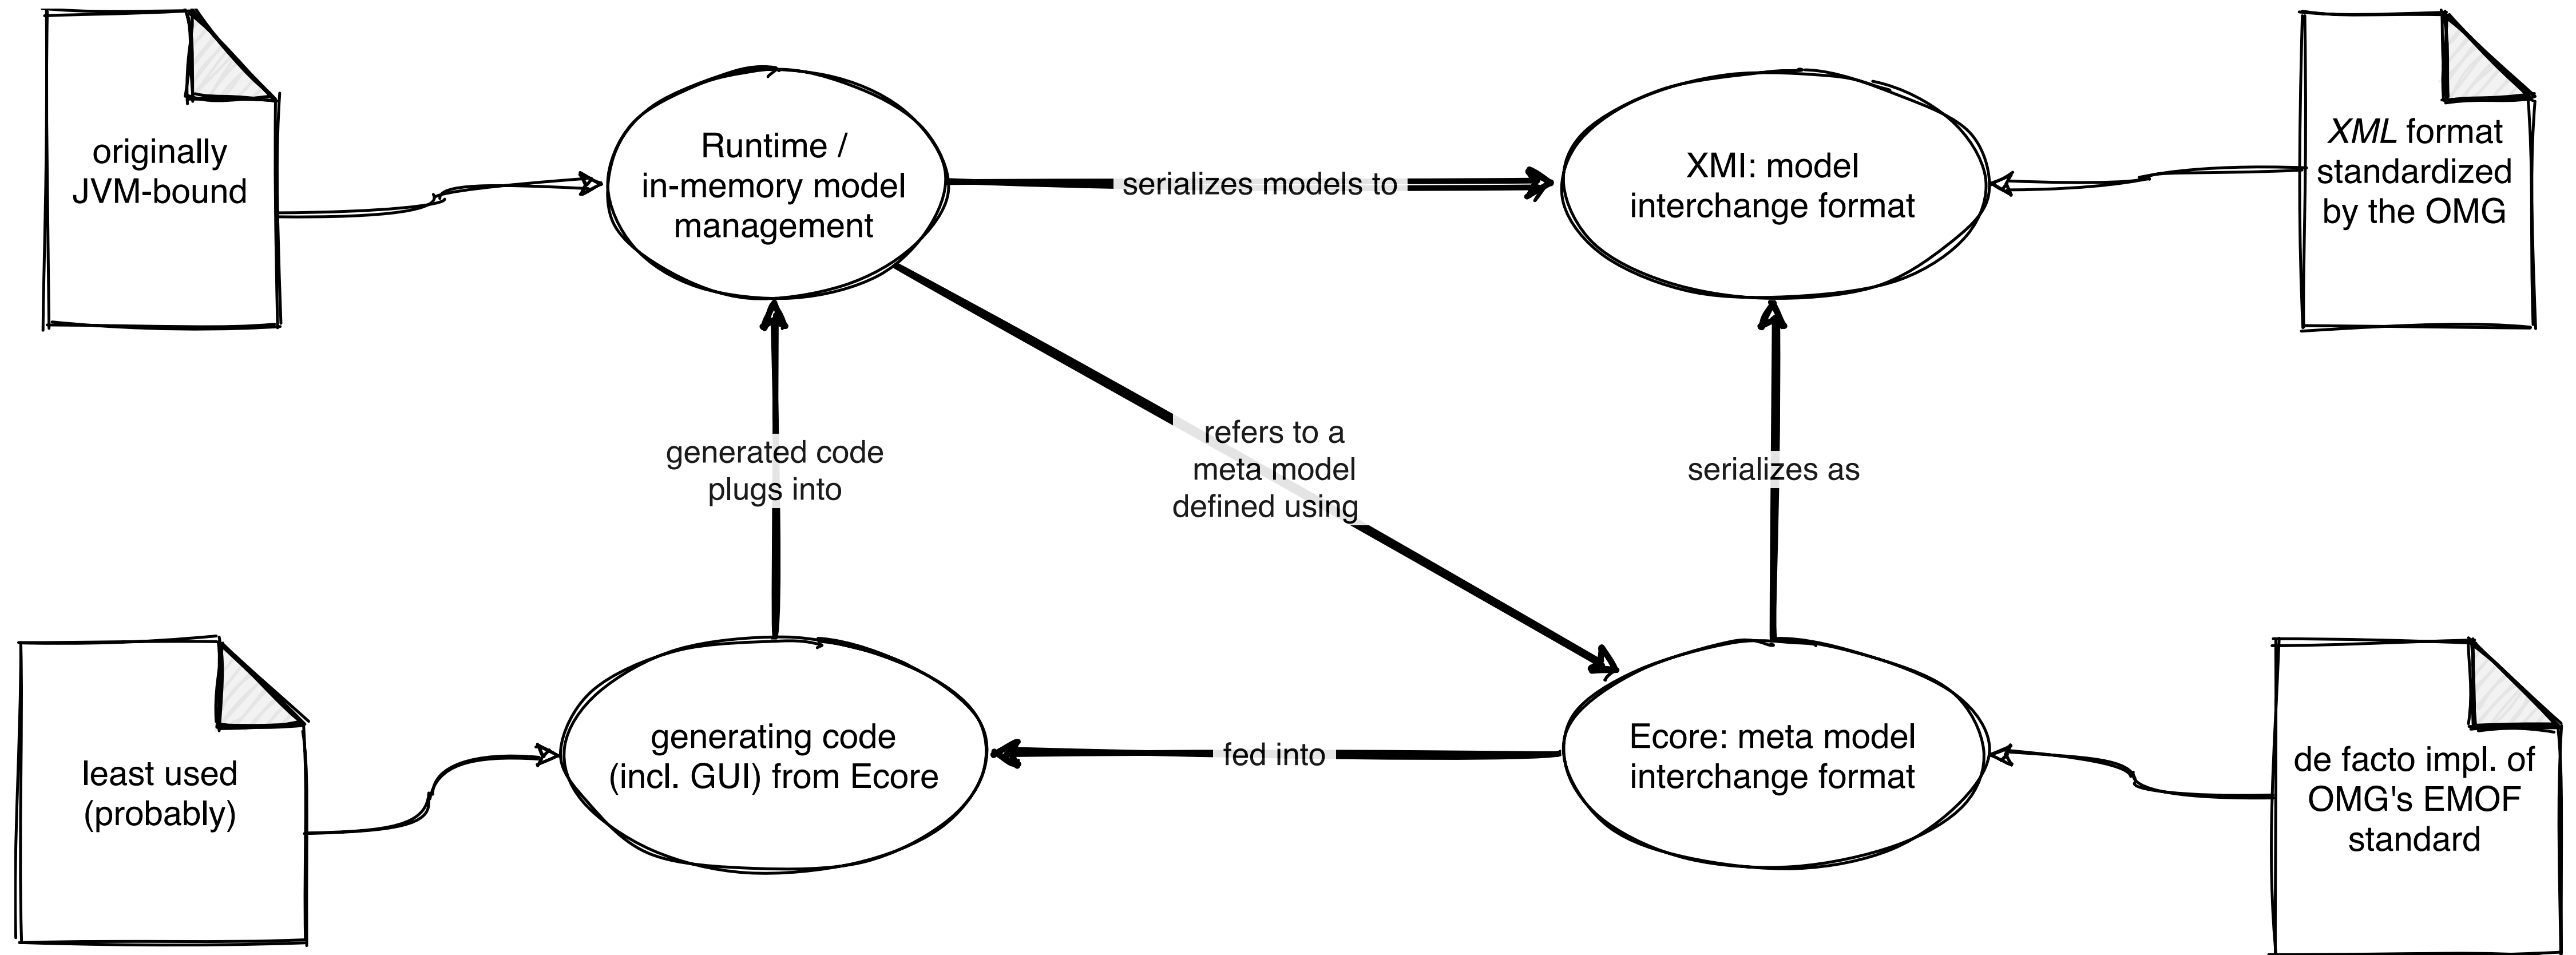 originally
JVM-bound
Runtime /
in-memory model
management
serializes models to
XMI: model
interchange format
XML format
standardized
by the OMG
generated code
plugs into
refers to a
meta model
defined using
serializes as
least used
(probably)
generating code
(incl. GUI) from Ecore
fed into
Ecore: meta model
interchange format
de facto impl. of
OMG's EMOF
standard